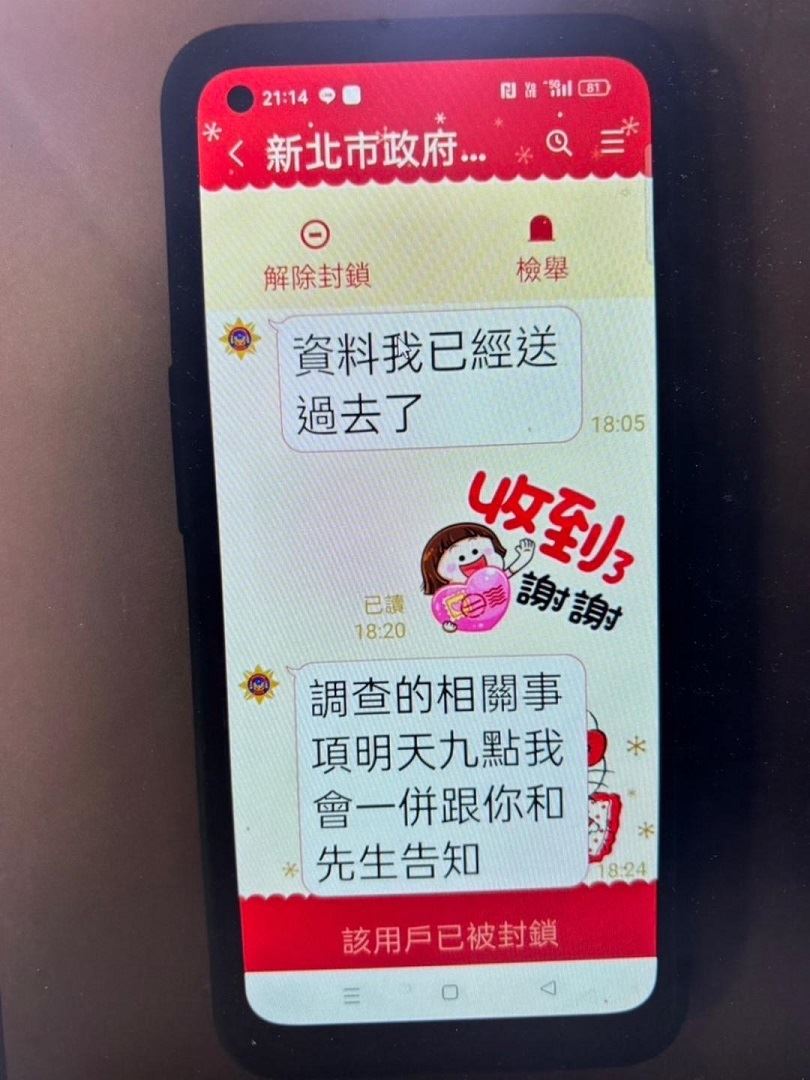 21:14
81
新北市政府...
解除封鎖
檢舉
資料我已經送
過去了
18:05
收到了
謝謝
已讀
18:20
調查的相關事
項明天九點我
會一併跟你和
先生告知
18:24
該用戶已被封鎖